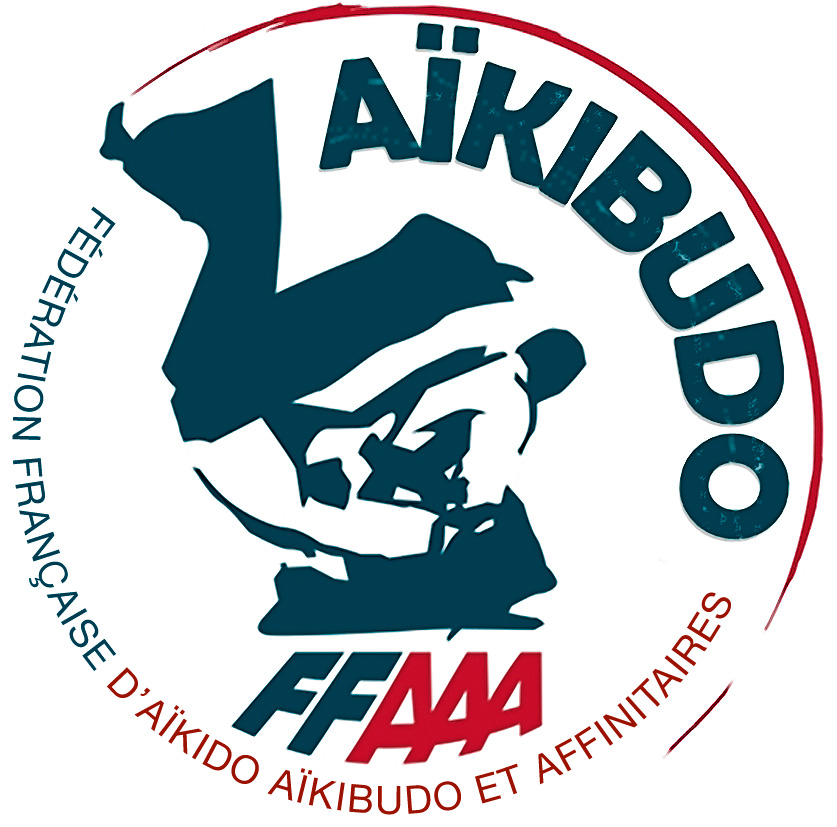 AÏKIBUDO
FFAAA
FÉDÉRATION FRANÇAISE D'AÏKIDO AÏKIBUDO ET AFFINITAIRES